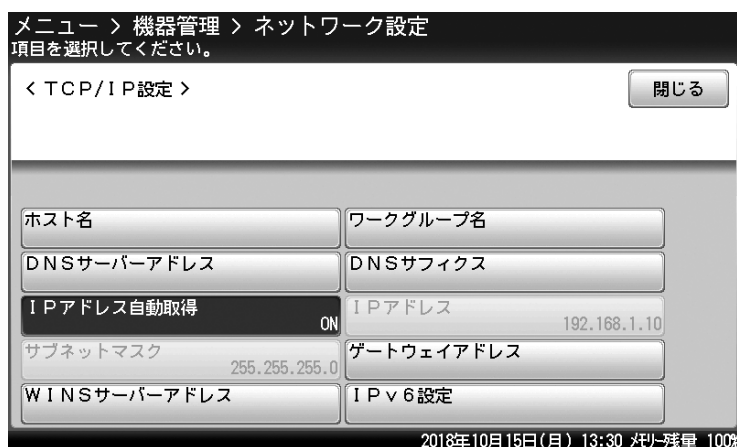 メニュー > 機器管理 > ネットワーク設定
項目を選択してください。
<TCP/IP設定>
閉じる
ホスト名
ワークグループ名
DNSサーバーアドレス
DNSサフィクス
IPアドレス自動取得
ON
IPアドレス
192.168.1.10
サブネットマスク
255.255.255.0
ゲートウェイアドレス
WINSサーバーアドレス
IPv6設定
2018年10月15日(月) 13:30 メモリー残量 100%